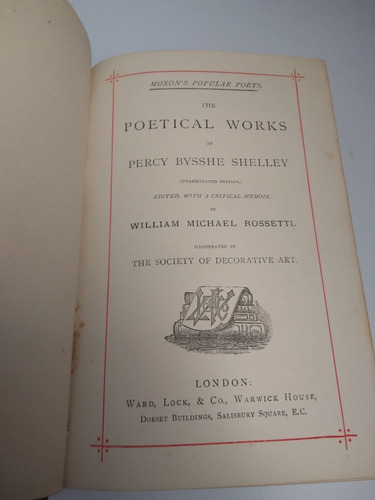 MOXON'S POPULAR POETS.
THE
POETICAL WORKS
OF
PERCY BYSSHE SHELLEY.
(UNANNOTATED EDITION.)
EDITED, WITH A CRITICAL MEMOIR,
BY
WILLIAM MICHAEL ROSSETTI.
ILLUSTRATED BY
THE SOCIETY OF DECORATIVE ART.
LONDON:
WARD, LOCK, & CO., WARWICK HOUSE,
DORSET BUILDINGS, SALISBURY SQUARE, E.C.